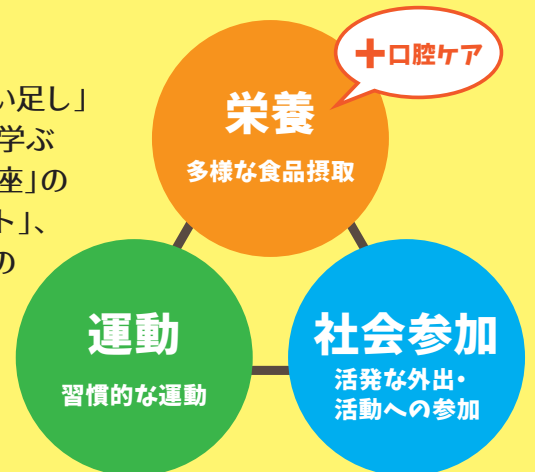 い足し」
学ぶ
座」の
ト」、
の
＋口腔ケア
栄養
多様な食品摂取
運動
習慣的な運動
社会参加
活発な外出・
活動への参加